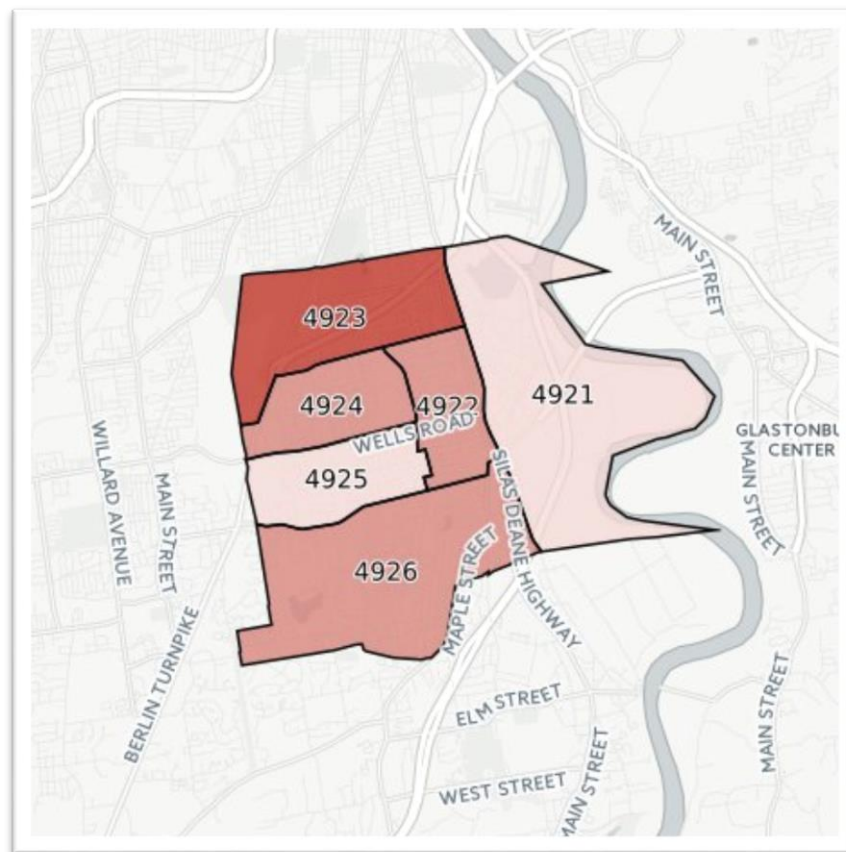 MAIN STREET
4923
4924
4922
4921
WELLS ROAD
GLASTONBU
CENTER
4925
WILLARD AVENUE
MAIN STREET
SILAS DEANE HIGHWAY
MAIN STREET
4926
MAPLE STREET
BERLIN TURNPIKE
ELM STREET
MAIN STREET
WEST STREET
MAIN STREET